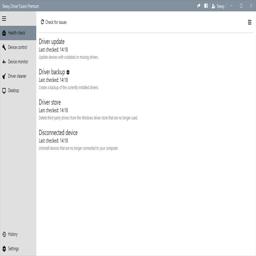 Sweep Driver Fusion Premium
Sweep
Health check
Device control
Device monitor
Driver cleaner
Desktop
History
Settings
Check for issues
Driver update
Last checked: 14:18
Update devices with outdated or missing drivers.
Driver backup
Last checked: 14:18
Create a backup of the currently installed drivers.
Driver store
Last checked: 14:18
Delete third party drivers from the Windows driver store that are no longer used.
Disconnected device
Last checked: 14:18
Uninstall devices that are no longer connected to your computer.